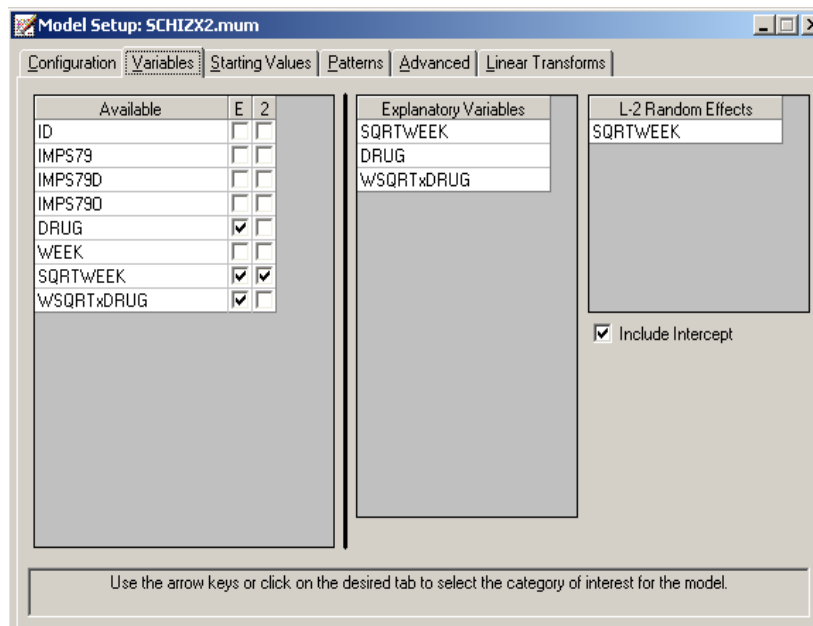 Model Setup: SCHIZX2.mum
Configuration Variables Starting Values Patterns Advanced Linear Transforms
Available E 2
ID
IMPS79
IMPS79D
IMPS79O
DRUG
WEEK
SQRTWEEK
WSQRTxDRUG
Explanatory Variables
SQRTWEEK
DRUG
WSQRTxDRUG
L-2 Random Effects
SQRTWEEK
Include Intercept
Use the arrow keys or click on the desired tab to select the category of interest for the model.